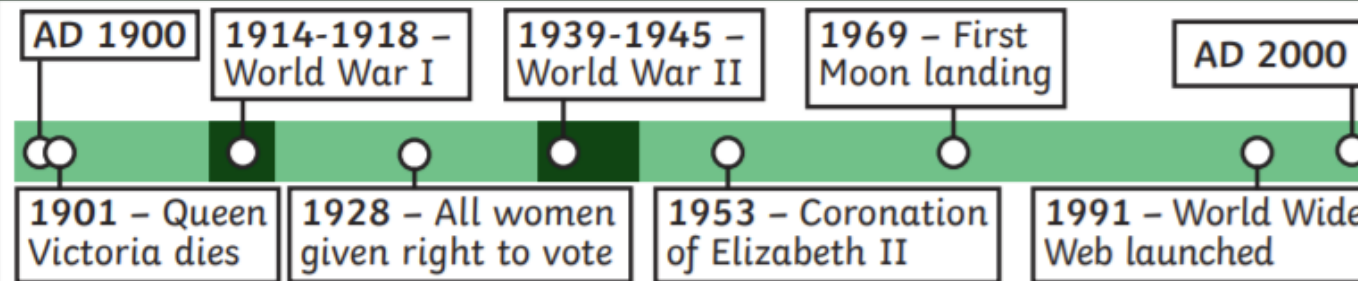 AD 1900
1914-1918 –
World War I
1939-1945 –
World War II
1969 – First
Moon landing
AD 2000
1901 – Queen
Victoria dies
1928 – All women
given right to vote
1953 – Coronation
of Elizabeth II
1991 – World Wide
Web launched